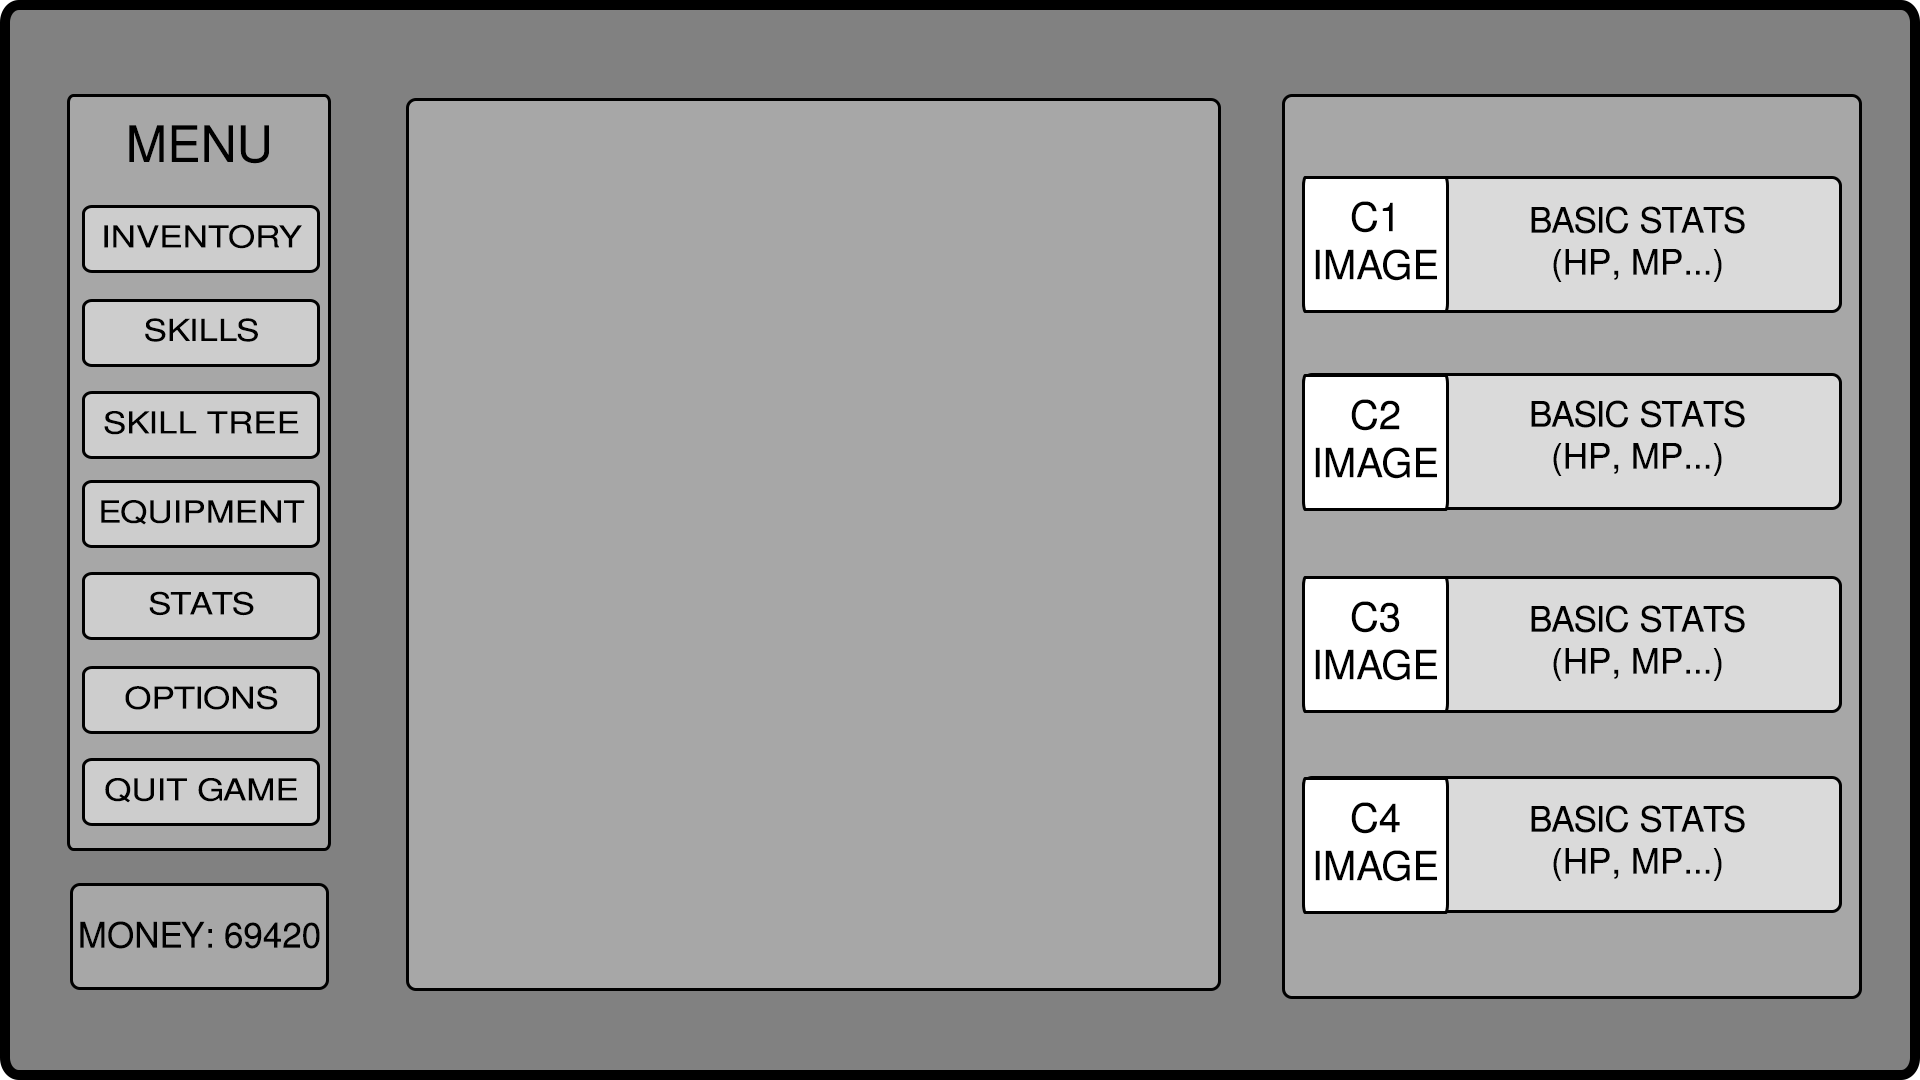 MENU
INVENTORY
SKILLS
SKILL TREE
EQUIPMENT
STATS
OPTIONS
QUIT GAME
MONEY: 69420
C1
IMAGE
BASIC STATS
(HP, MP...)
C2
IMAGE
BASIC STATS
(HP, MP...)
C3
IMAGE
BASIC STATS
(HP, MP...)
C4
IMAGE
BASIC STATS
(HP, MP...)